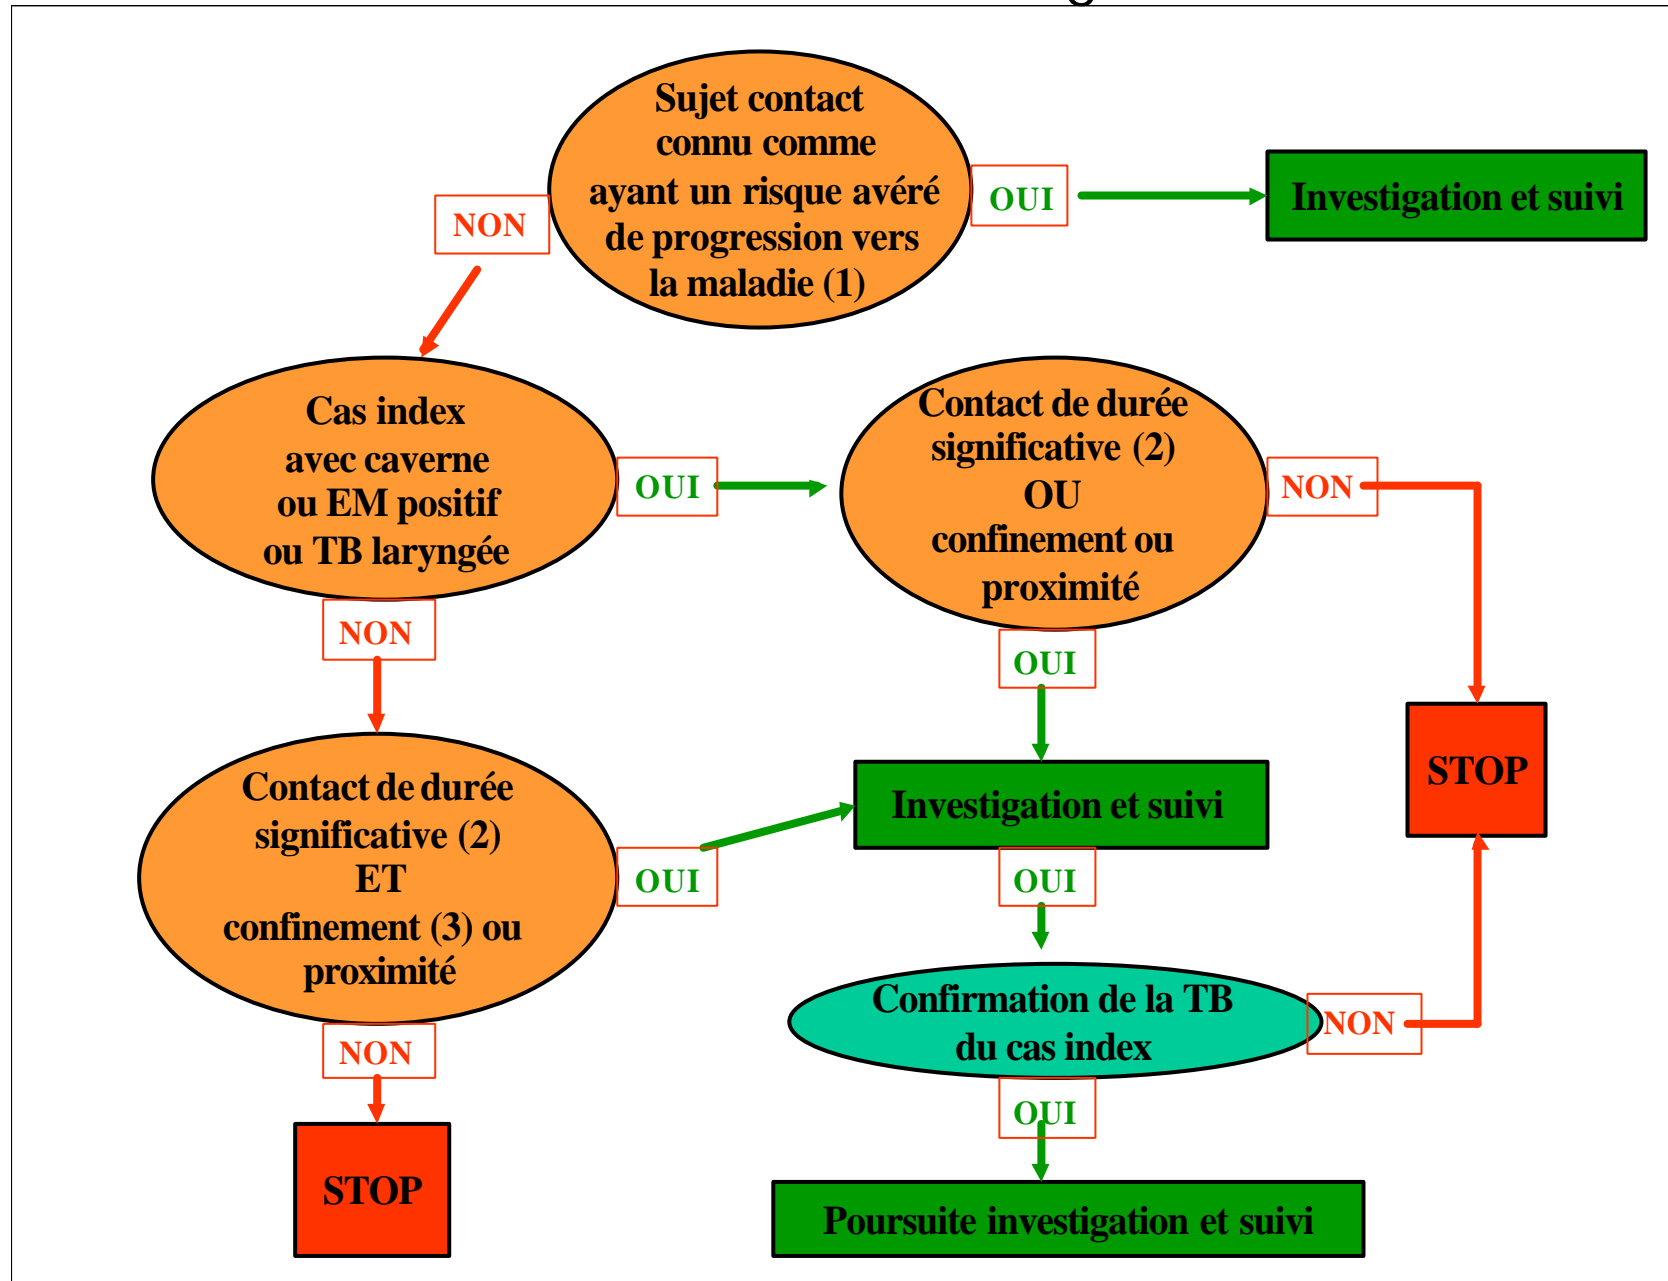 Sujet contact
connu comme
ayant un risque avéré
de progression vers
la maladie (1)
OUI
Investigation et suivi
NON
Cas index
avec caverne
ou EM positif
ou TB laryngée
OUI
Contact de durée
significative (2)
OU
confinement ou
proximité
NON
NON
OUI
STOP
Contact de durée
significative (2)
ET
confinement (3) ou
proximité
OUI
Investigation et suivi
OUI
Confirmation de la TB
du cas index
NON
NON
OUI
STOP
Poursuite investigation et suivi